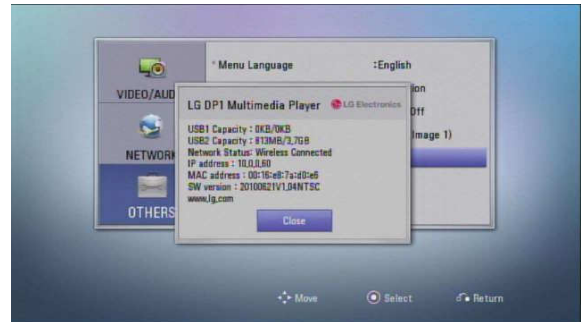 * Menu Language :English
VIDEO/AUD
ion
Off
Image 1)
NETWORK
OTHERS
LG DP1 Multimedia Player LG Electronics
USB1 Capacity : 0KB/0KB
USB2 Capacity : 813MB/3.7GB
Network Status: Wireless Connected
IP address : 10.0.0.60
MAC address : 00:16:e8:7a:d0:e6
SW version : 20100621V1.04NTSC
www.lg.com
Close
Move Select Return